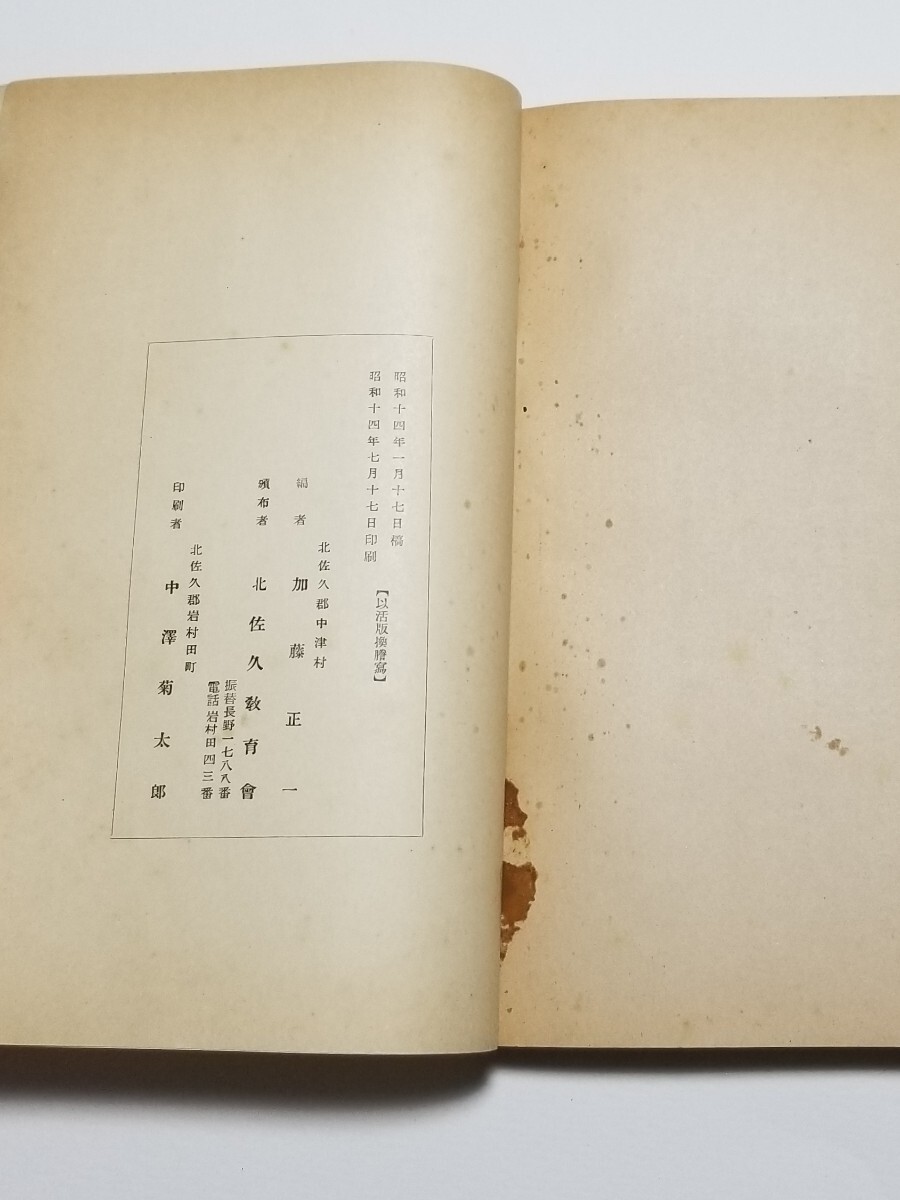 昭和十四年一月十七日稿
昭和十四年七月十七日印刷
【以活版換謄寫】
北佐久郡中津村
編者 加藤正一
頒布者 北佐久教育會
振替長野一七八八番
電話岩村田四三番
北佐久郡岩村田町
印刷者 中澤菊太郎